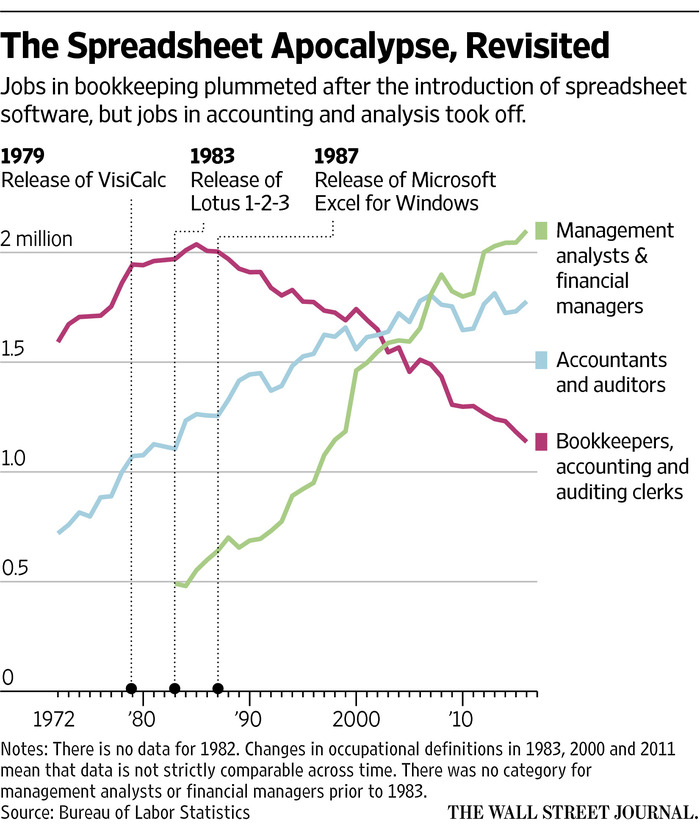 The Spreadsheet Apocalypse, Revisited
Jobs in bookkeeping plummeted after the introduction of spreadsheet
software, but jobs in accounting and analysis took off.
1979
Release of VisiCalc
1983
Release of
Lotus 1-2-3
1987
Release of Microsoft
Excel for Windows
2 million
1.5
1.0
0.5
0
Management
analysts &
financial
managers
Accountants
and auditors
Bookkeepers,
accounting and
auditing clerks
1972
'80
'90
2000
'10
Notes: There is no data for 1982. Changes in occupational definitions in 1983, 2000 and 2011
mean that data is not strictly comparable across time. There was no category for
management analysts or financial managers prior to 1983.
Source: Bureau of Labor Statistics
THE WALL STREET JOURNAL.